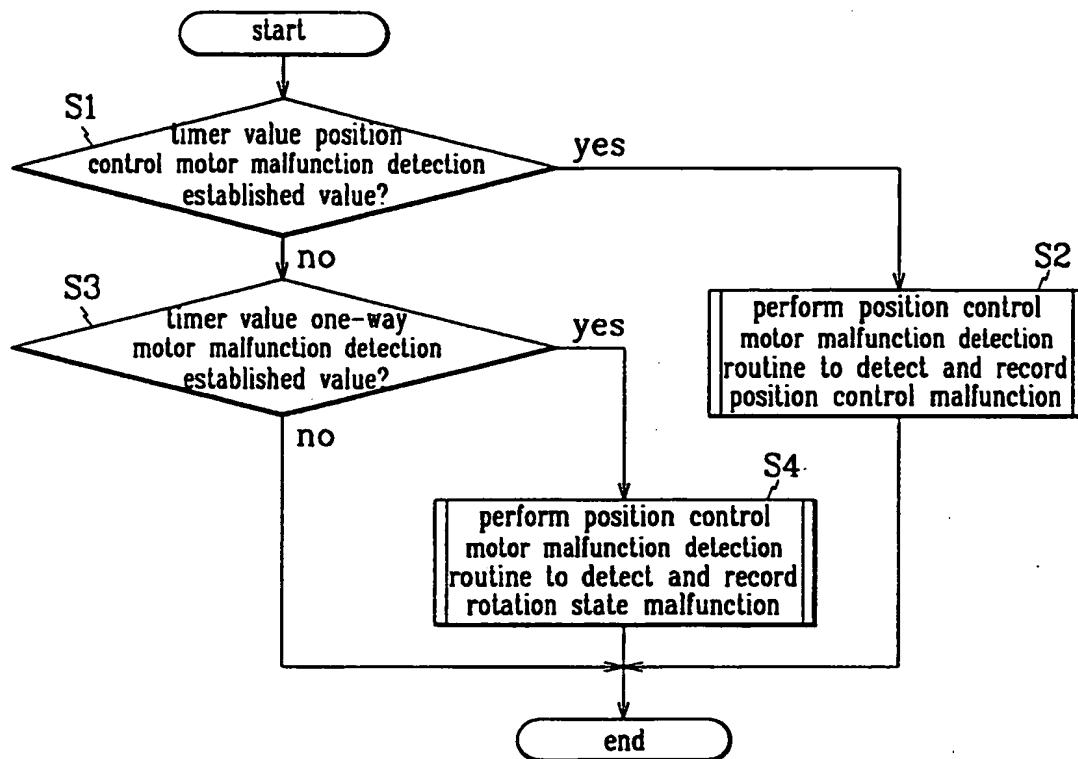 start
S1
timer value position
control motor malfunction detection
established value?
yes
no
S2
perform position control
motor malfunction detection
routine to detect and record
position control malfunction
S3
timer value one-way
motor malfunction detection
established value?
yes
no
S4
perform position control
motor malfunction detection
routine to detect and record
rotation state malfunction
end